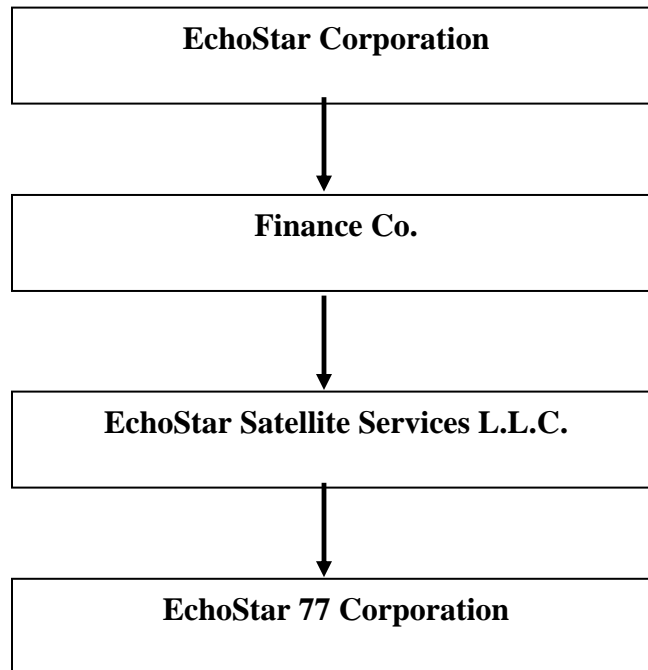 EchoStar Corporation
Finance Co.
EchoStar Satellite Services L.L.C.
EchoStar 77 Corporation